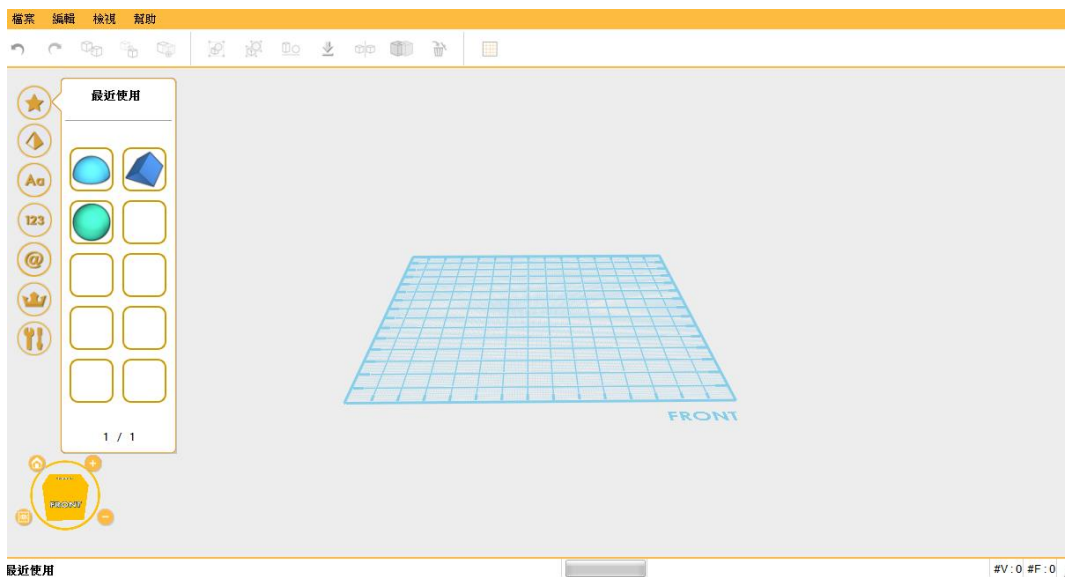 檔案 編輯 檢視 幫助
最近使用
Aa
123
@
1 / 1
FRONT
FRONT
最近使用 #V : 0 #F : 0